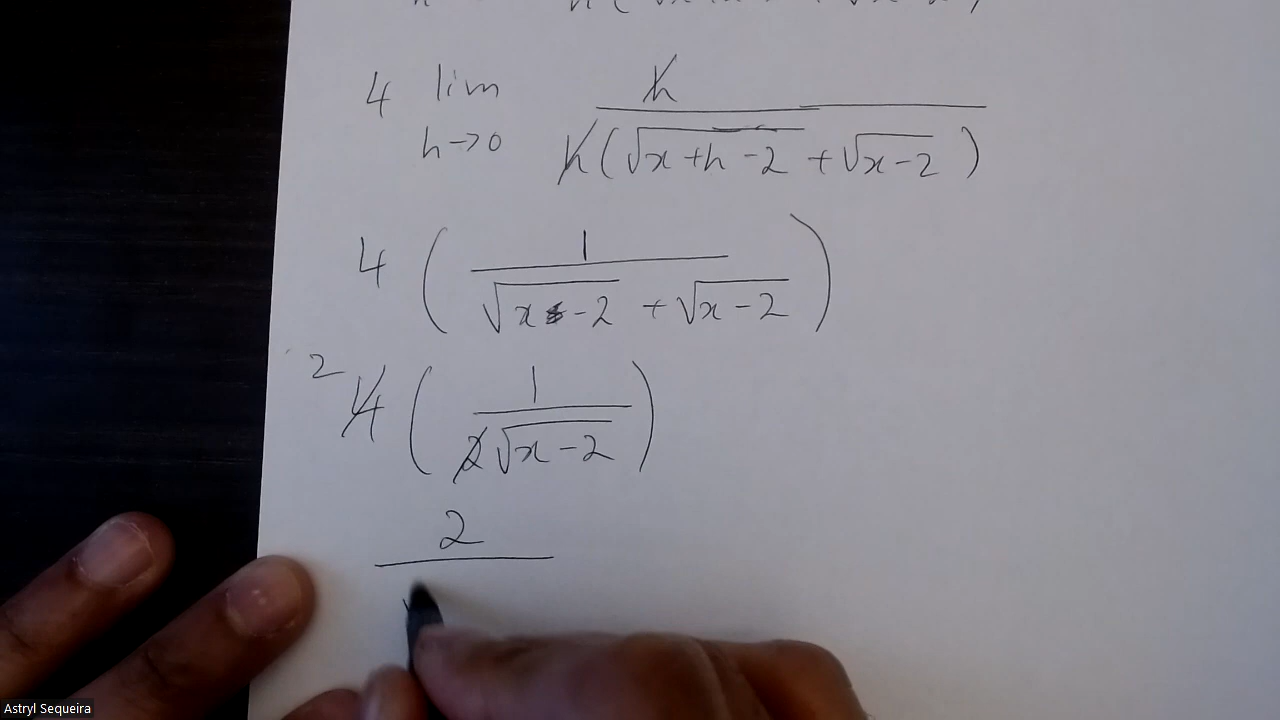 4 lim h
h→0 h(√x+h-2 + √x-2)
4 ( 1
√x-2 + √x-2 )
2 4 ( 1
2√x-2 )
2
Astryl Sequeira